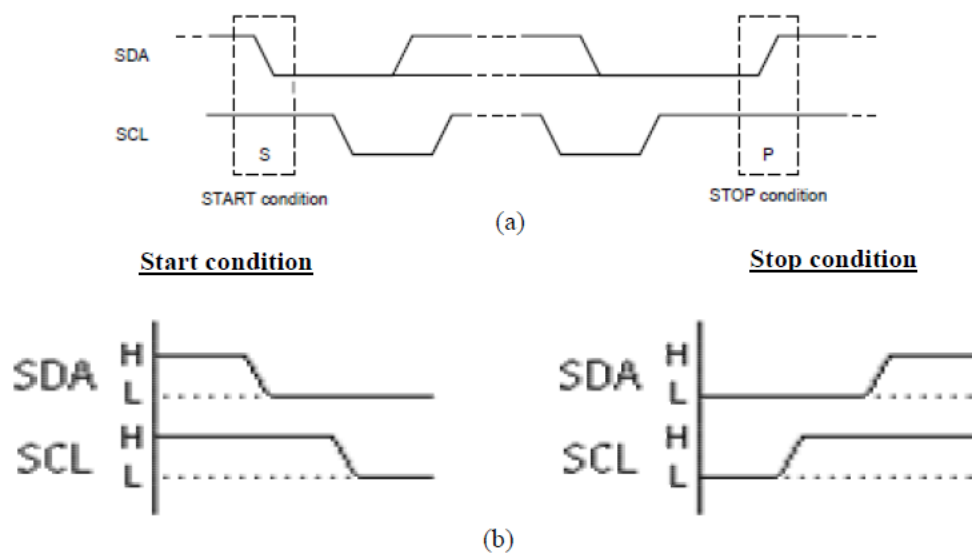 SDA
SCL
S
P
START condition
STOP condition
(a)
Start condition
Stop condition
SDA H
L
SCL H
L
SDA H
L
SCL H
L
(b)